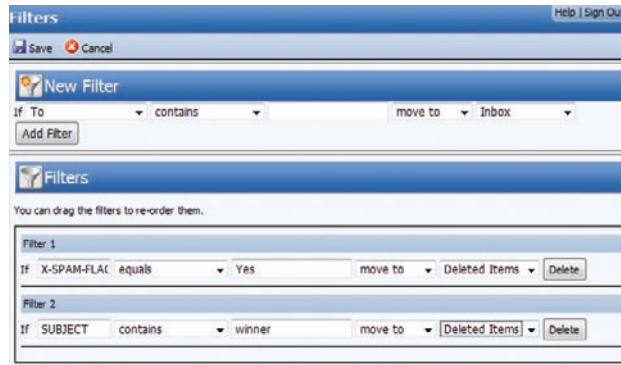 Filters
Help | Sign Ou
Save Cancel
New Filter
If To contains move to Inbox
Add Filter
Filters
You can drag the filters to re-order them.
Filter 1
If X-SPAM-FLA( equals Yes move to Deleted Items Delete
Filter 2
If SUBJECT contains winner move to Deleted Items Delete